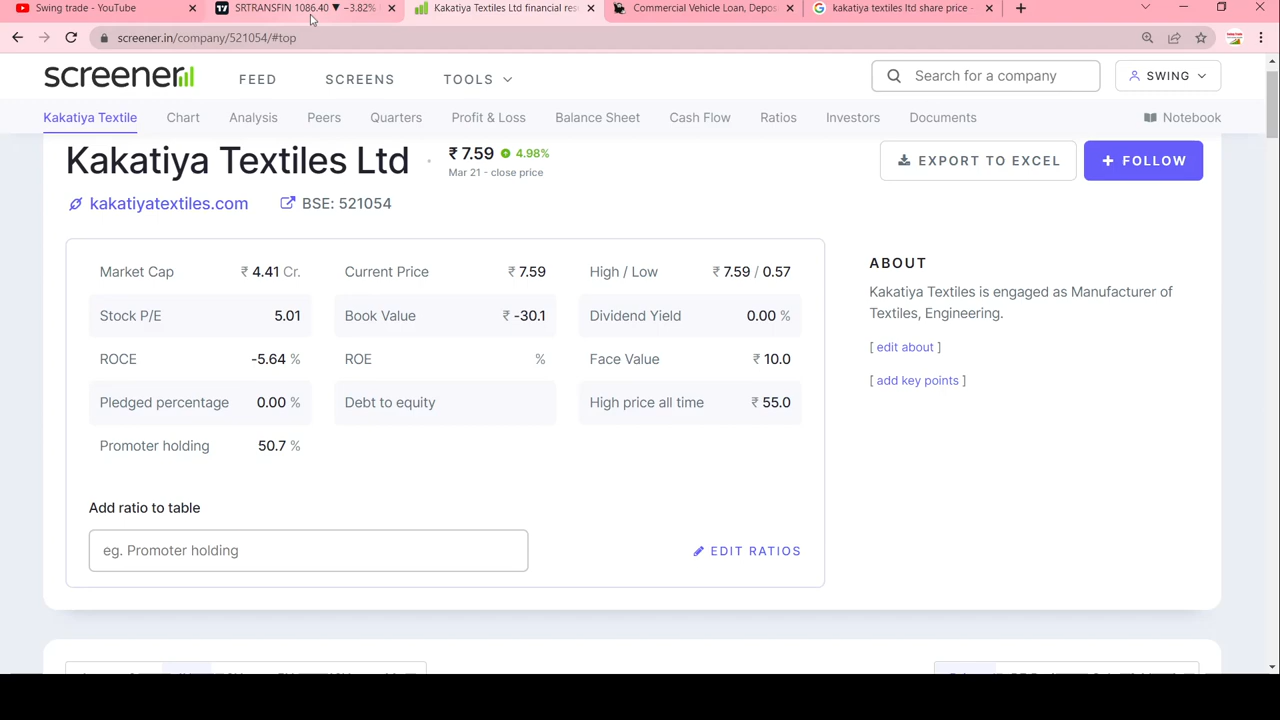 Swing trade - YouTube
SRTRANSFIN 1086.40 ▼ −3.82%
Kakatiya Textiles Ltd financial res
Commercial Vehicle Loan, Depos
kakatiya textiles ltd share price -
screener.in/company/521054/#top
screener
FEED
SCREENS
TOOLS
Search for a company
SWING
Kakatiya Textile
Chart
Analysis
Peers
Quarters
Profit & Loss
Balance Sheet
Cash Flow
Ratios
Investors
Documents
Notebook
Kakatiya Textiles Ltd
₹ 7.59 4.98%
Mar 21 - close price
EXPORT TO EXCEL
+ FOLLOW
kakatiyatextiles.com
BSE: 521054
Market Cap ₹ 4.41 Cr.
Current Price ₹ 7.59
High / Low ₹ 7.59 / 0.57
Stock P/E 5.01
Book Value ₹ -30.1
Dividend Yield 0.00 %
ROCE -5.64 %
ROE %
Face Value ₹ 10.0
Pledged percentage 0.00 %
Debt to equity
High price all time ₹ 55.0
Promoter holding 50.7 %
Add ratio to table
eg. Promoter holding
EDIT RATIOS
ABOUT
Kakatiya Textiles is engaged as Manufacturer of
Textiles, Engineering.
[ edit about ]
[ add key points ]